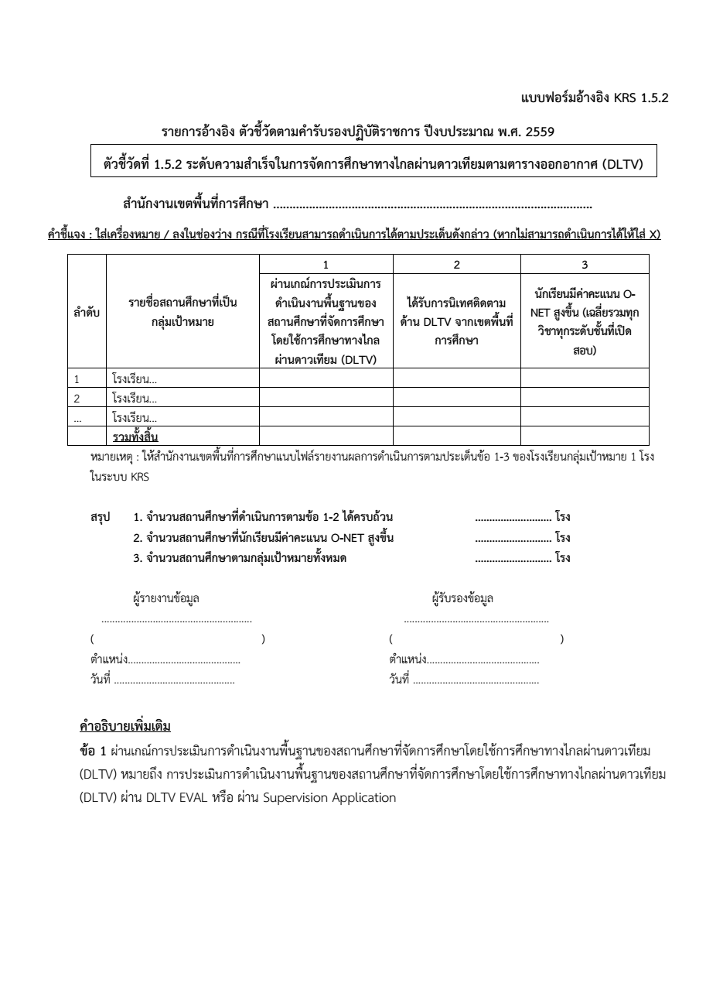 แบบฟอร์มอ้างอิง KRS 1.5.2
รายการอ้างอิง ตัวชี้วัดตามคำรับรองปฏิบัติราชการ ปีงบประมาณ พ.ศ. 2559
ตัวชี้วัดที่ 1.5.2 ระดับความสำเร็จในการจัดการศึกษาทางไกลผ่านดาวเทียมตามตารางออกอากาศ (DLTV)
สำนักงานเขตพื้นที่การศึกษา ................................................................................................
คำชี้แจง : ใส่เครื่องหมาย / ลงในช่องว่าง กรณีที่โรงเรียนสามารถดำเนินการได้ตามประเด็นดังกล่าว (หากไม่สามารถดำเนินการได้ให้ใส่ X)
ลำดับ
รายชื่อสถานศึกษาที่เป็น
กลุ่มเป้าหมาย
1
ผ่านเกณ์การประเมินการ
ดำเนินงานพื้นฐานของ
สถานศึกษาที่จัดการศึกษา
โดยใช้การศึกษาทางไกล
ผ่านดาวเทียม (DLTV)
2
ได้รับการนิเทศติดตาม
ด้าน DLTV จากเขตพื้นที่
การศึกษา
3
นักเรียนมีค่าคะแนน O-
NET สูงขึ้น (เฉลี่ยรวมทุก
วิชาทุกระดับชั้นที่เปิด
สอบ)
1 โรงเรียน...
2 โรงเรียน...
... โรงเรียน...
รวมทั้งสิ้น
หมายเหตุ : ให้สำนักงานเขตพื้นที่การศึกษาแนบไฟล์รายงานผลการดำเนินการตามประเด็นข้อ 1-3 ของโรงเรียนกลุ่มเป้าหมาย 1 โรง
ในระบบ KRS
สรุป 1. จำนวนสถานศึกษาที่ดำเนินการตามข้อ 1-2 ได้ครบถ้วน ........................... โรง
2. จำนวนสถานศึกษาที่นักเรียนมีค่าคะแนน O-NET สูงขึ้น ........................... โรง
3. จำนวนสถานศึกษาตามกลุ่มเป้าหมายทั้งหมด ........................... โรง
ผู้รายงานข้อมูล ผู้รับรองข้อมูล
........................................................ ......................................................
( ) ( )
ตำแหน่ง.......................................... ตำแหน่ง..........................................
วันที่ ............................................. วันที่ ...............................................
คำอธิบายเพิ่มเติม
ข้อ 1 ผ่านเกณ์การประเมินการดำเนินงานพื้นฐานของสถานศึกษาที่จัดการศึกษาโดยใช้การศึกษาทางไกลผ่านดาวเทียม
(DLTV) หมายถึง การประเมินการดำเนินงานพื้นฐานของสถานศึกษาที่จัดการศึกษาโดยใช้การศึกษาทางไกลผ่านดาวเทียม
(DLTV) ผ่าน DLTV EVAL หรือ ผ่าน Supervision Application